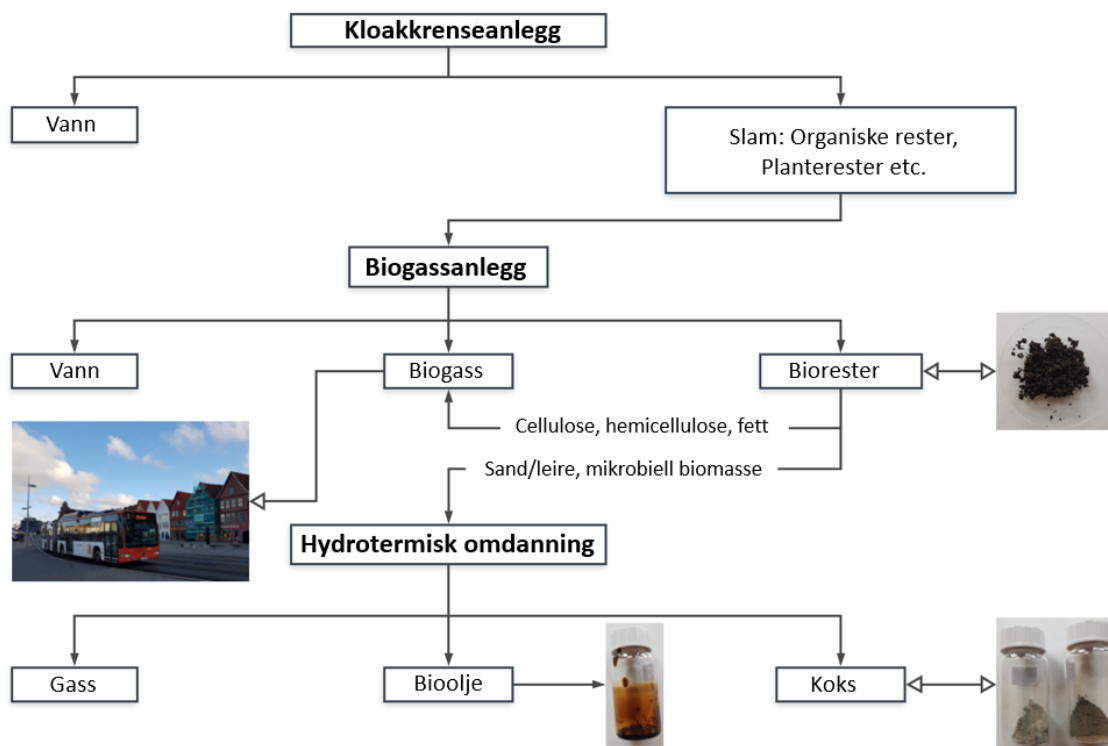 Kloakkrenseanlegg
Vann
Slam: Organiske rester,
Planterester etc.
Biogassanlegg
Vann
Biogass
Biorester
Cellulose, hemicellulose, fett
Sand/leire, mikrobiell biomasse
Hydrotermisk omdanning
Gass
Bioolje
Koks